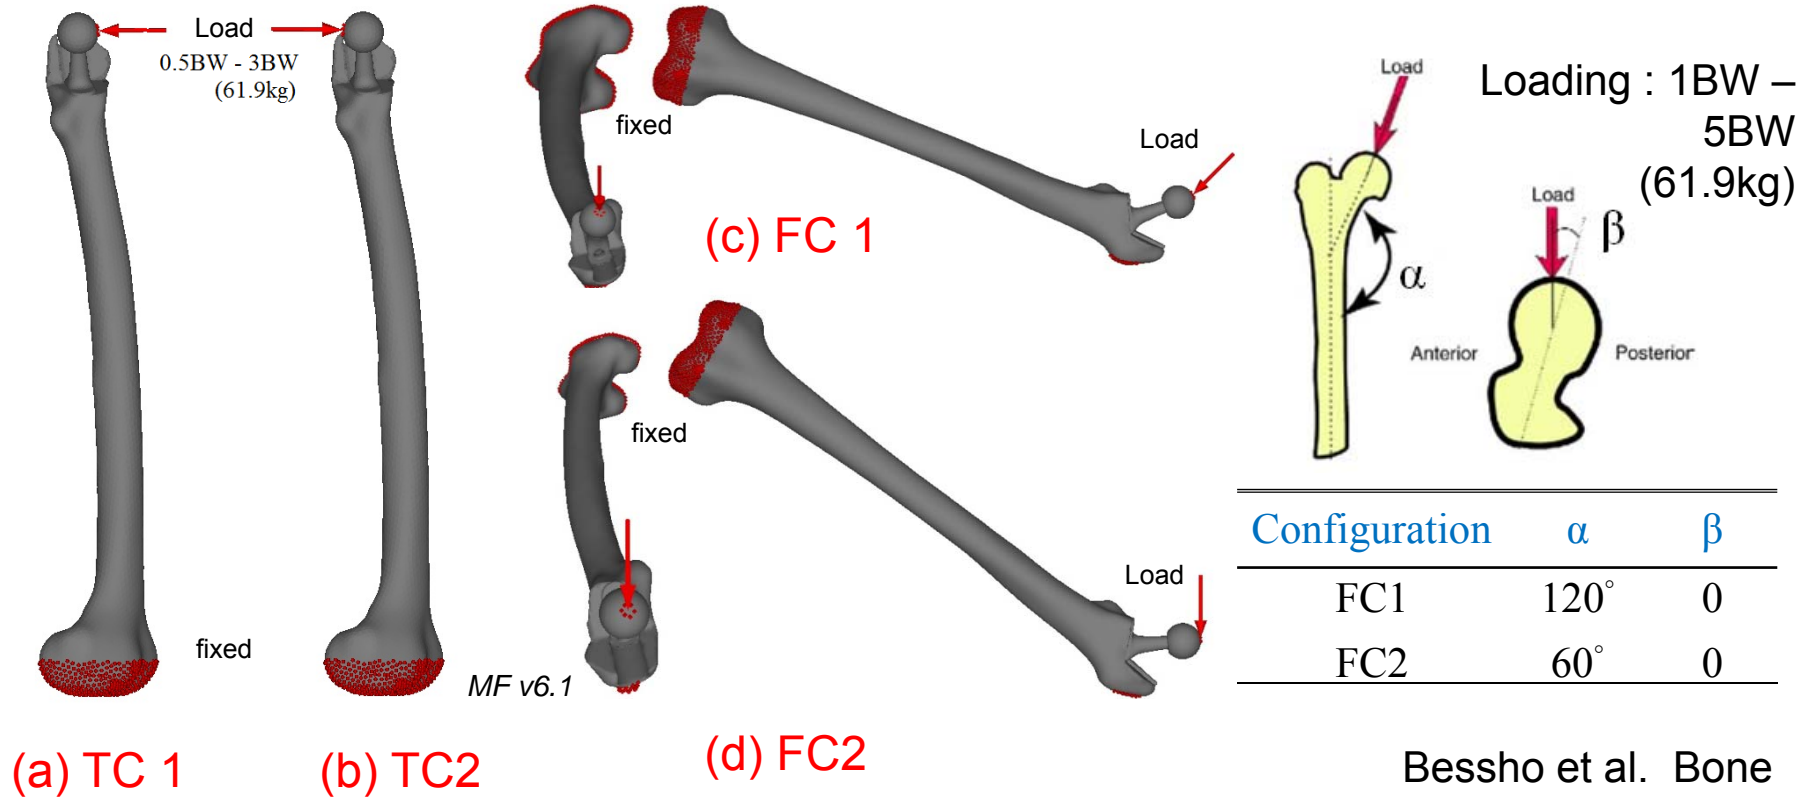 Load
0.5BW - 3BW
(61.9kg)
fixed
(a) TC 1
(b) TC2
MF v6.1
fixed
Load
(c) FC 1
fixed
Load
(d) FC2
Load
Loading : 1BW –
5BW
(61.9kg)
α
Load
β
Anterior
Posterior
Configuration α β
FC1 120° 0
FC2 60° 0
Bessho et al. Bone